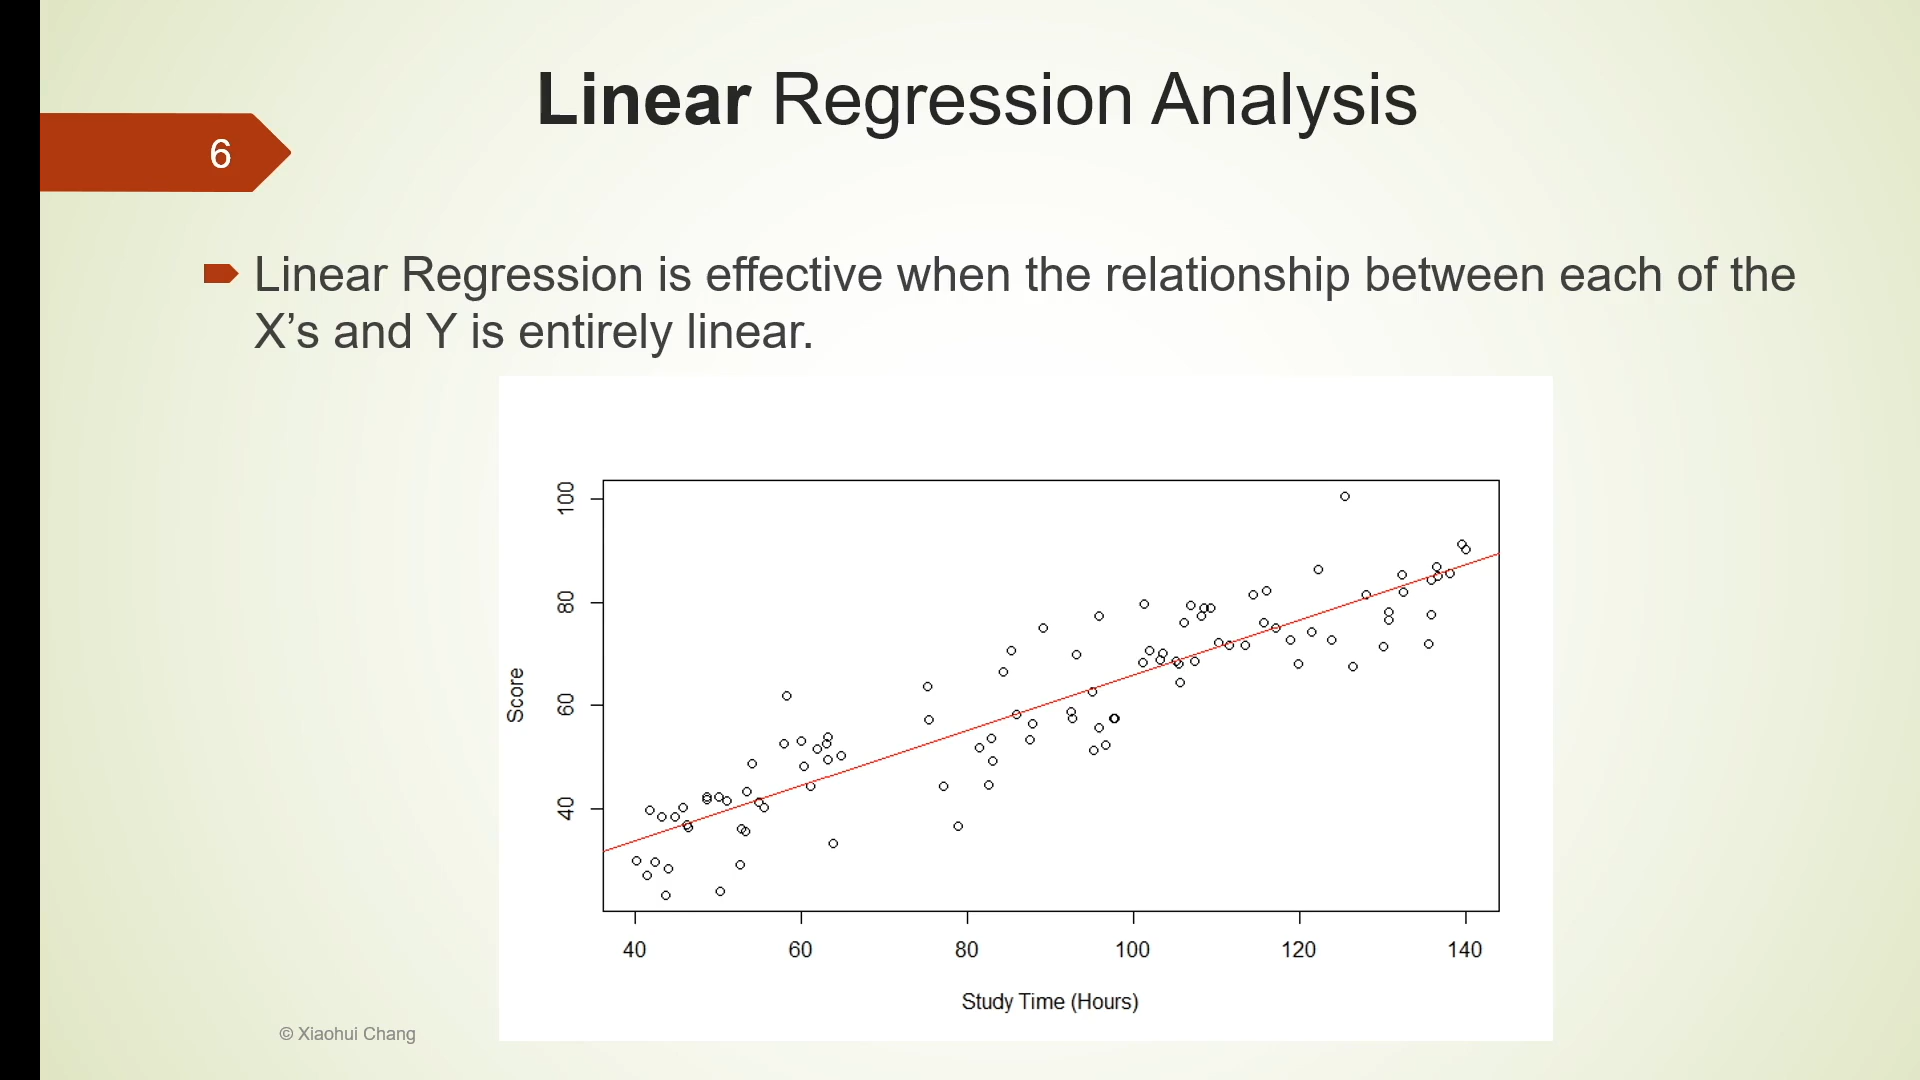 Linear Regression Analysis
6
Linear Regression is effective when the relationship between each of the
X’s and Y is entirely linear.
100
80
60
40
Score
40 60 80 100 120 140
Study Time (Hours)
© Xiaohui Chang